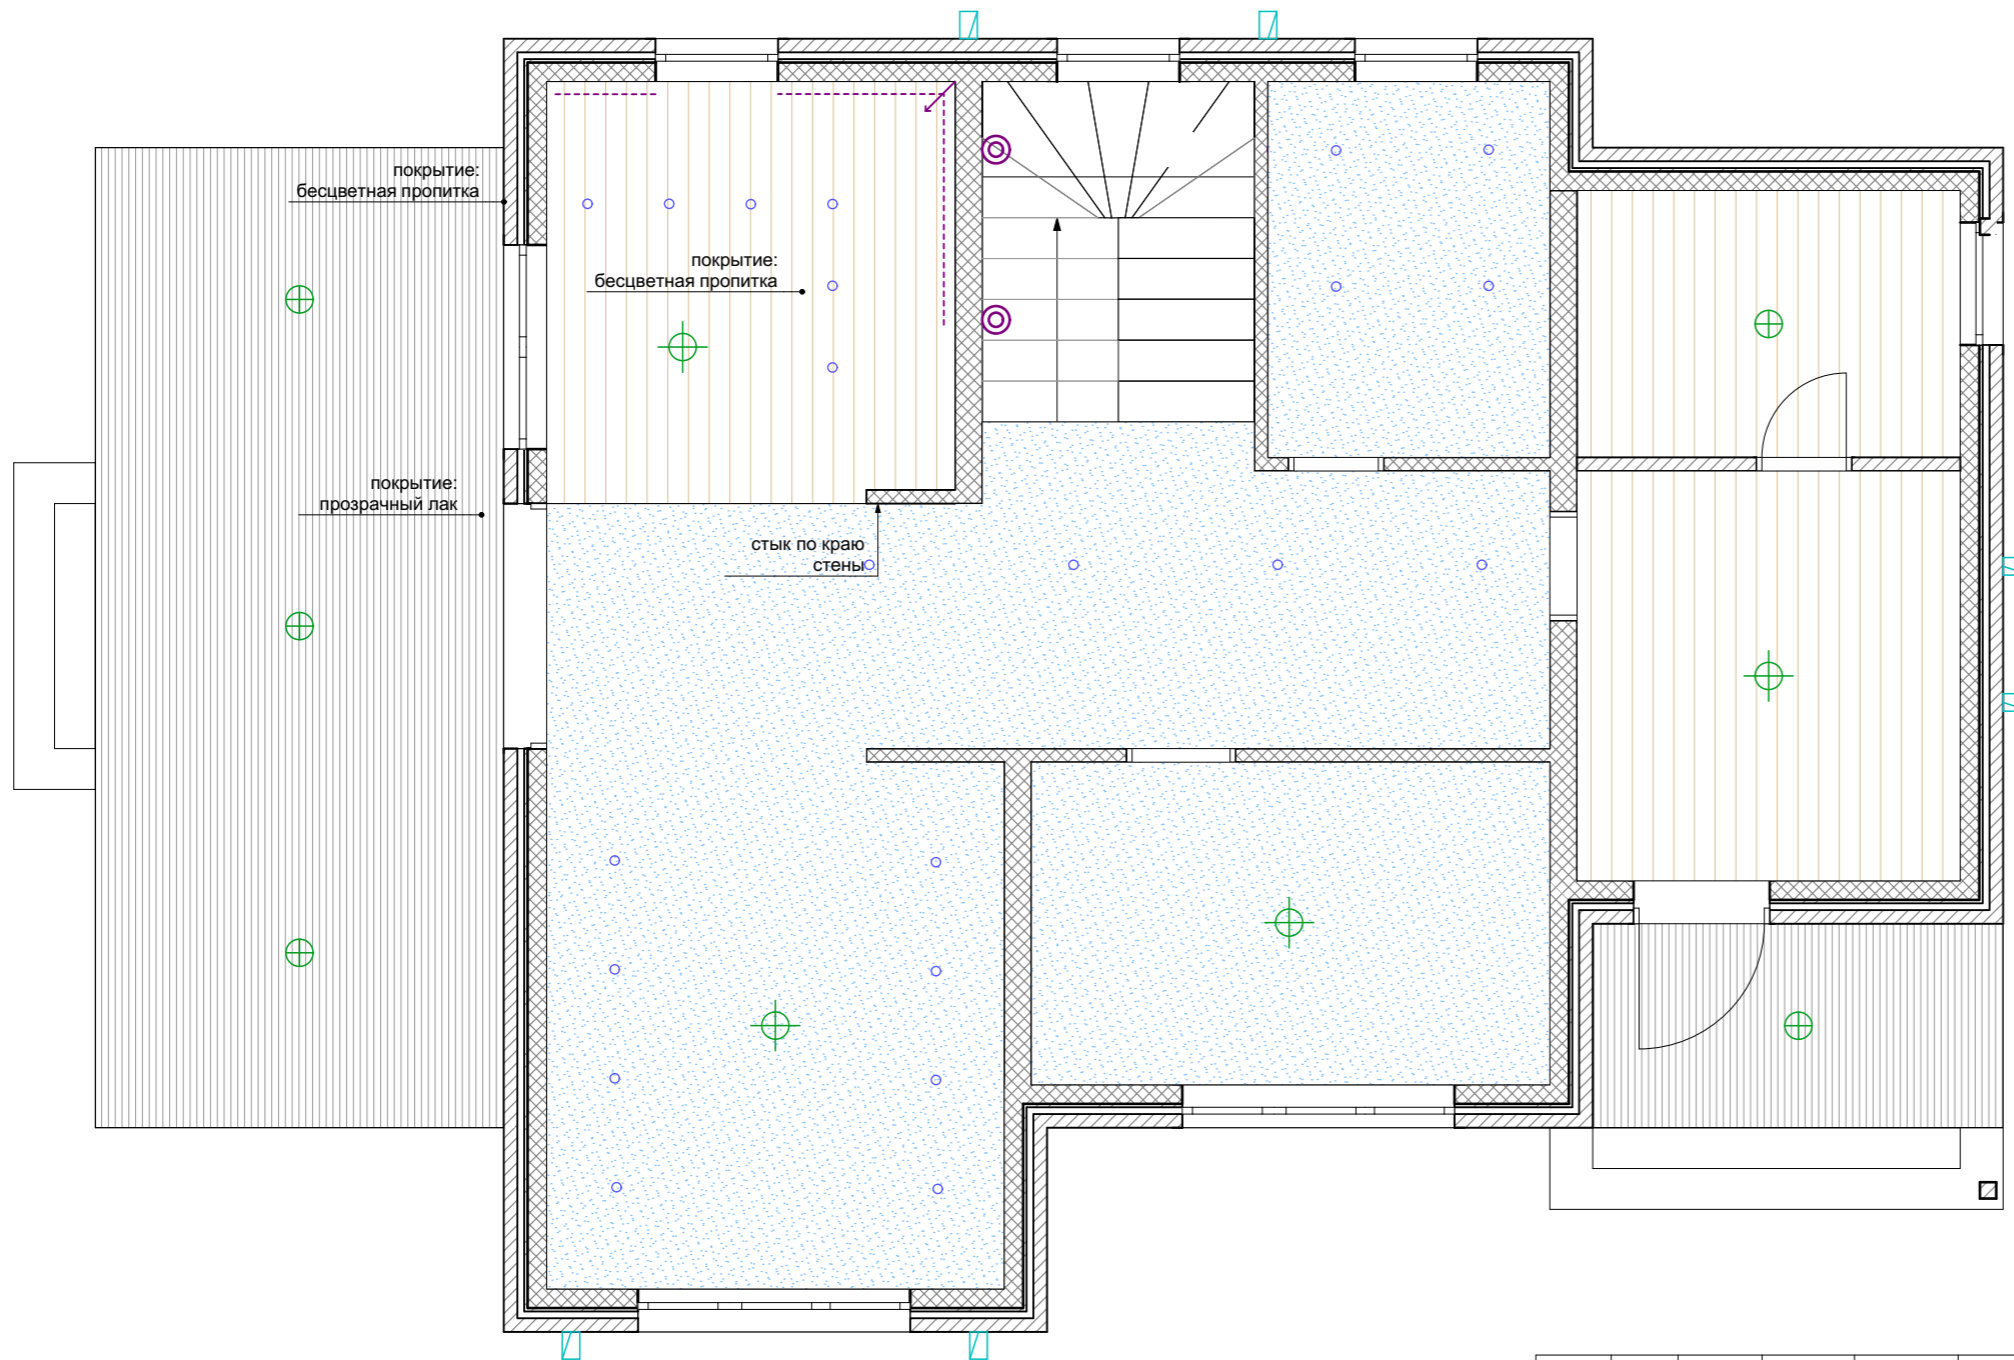 покрытие:
бесцветная пропитка
покрытие:
бесцветная пропитка
покрытие:
прозрачный лак
стык по краю
стены